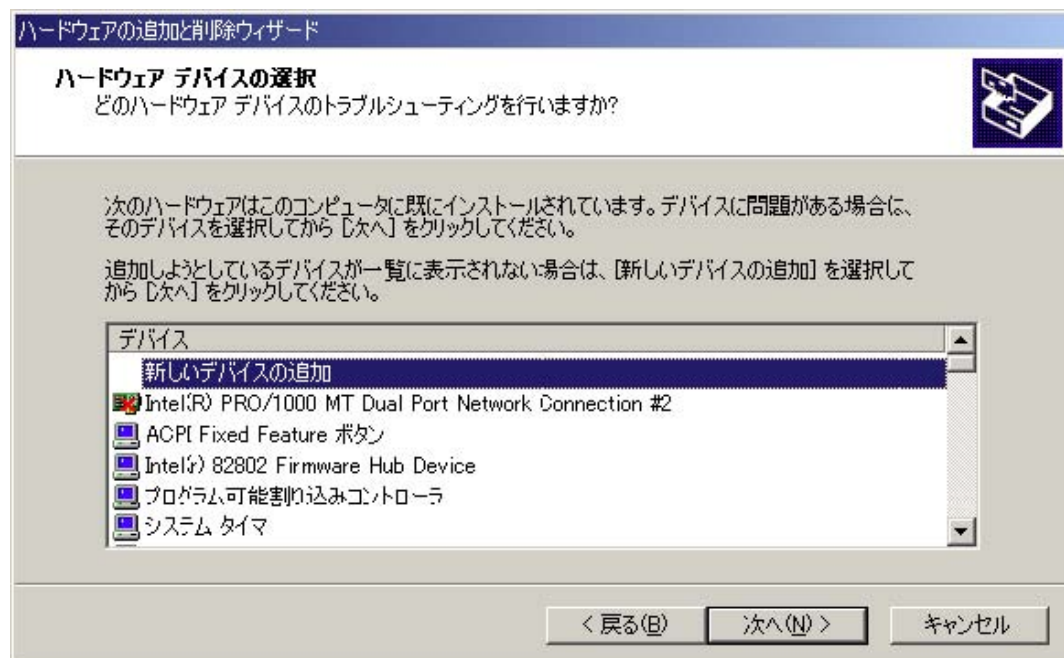 ハードウェアの追加と削除ウィザード
ハードウェア デバイスの選択
どのハードウェア デバイスのトラブルシューティングを行いますか?
次のハードウェアはこのコンピュータに既にインストールされています。デバイスに問題がある場合は、
そのデバイスを選択してから [次へ] をクリックしてください。
追加しようとしているデバイスが一覧に表示されない場合は、[新しいデバイスの追加] を選択して
から [次へ] をクリックしてください。
デバイス
新しいデバイスの追加
Intel(R) PRO/1000 MT Dual Port Network Connection #2
ACPI Fixed Feature ボタン
Intel(r) 82802 Firmware Hub Device
プログラム可能割り込みコントローラ
システム タイマ
< 戻る(B)
次へ(N) >
キャンセル